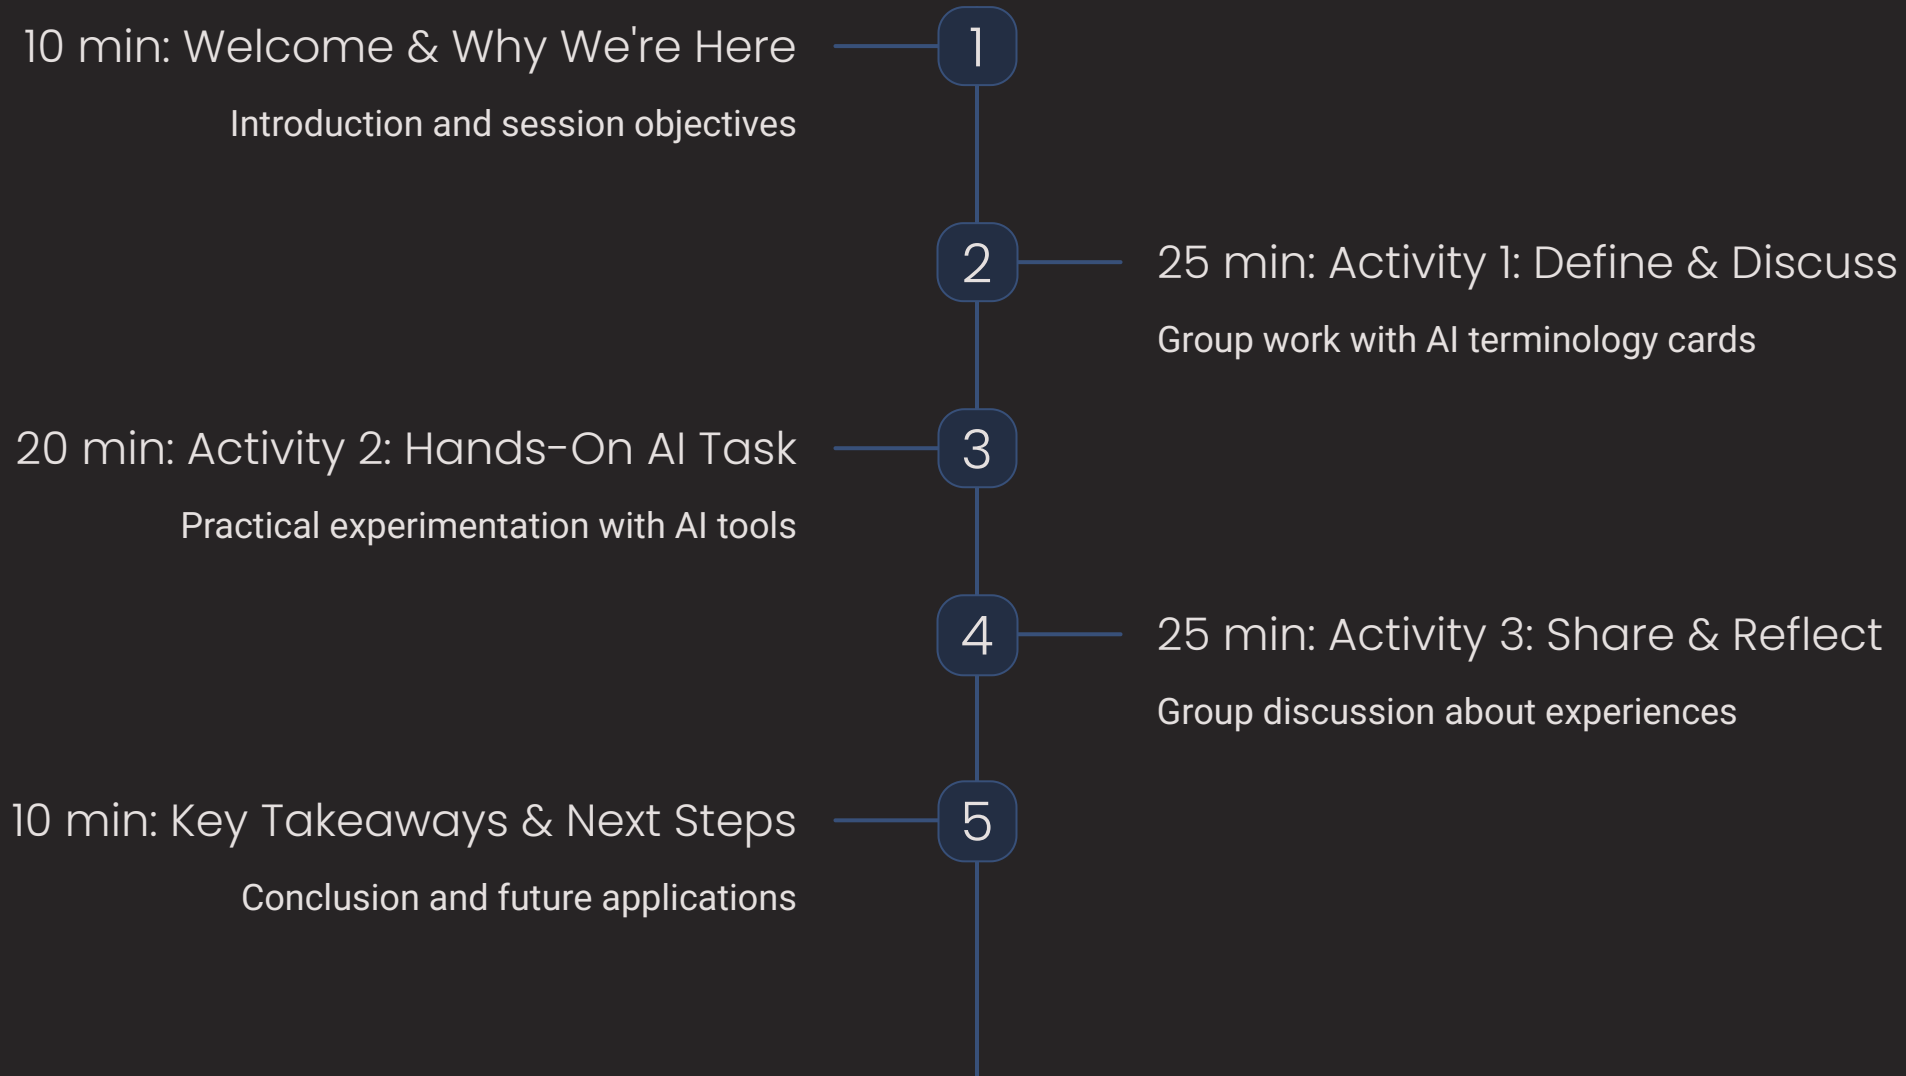 10 min: Welcome & Why We're Here
1
Introduction and session objectives
2
25 min: Activity 1: Define & Discuss
Group work with AI terminology cards
20 min: Activity 2: Hands-On AI Task
3
Practical experimentation with AI tools
4
25 min: Activity 3: Share & Reflect
Group discussion about experiences
10 min: Key Takeaways & Next Steps
5
Conclusion and future applications